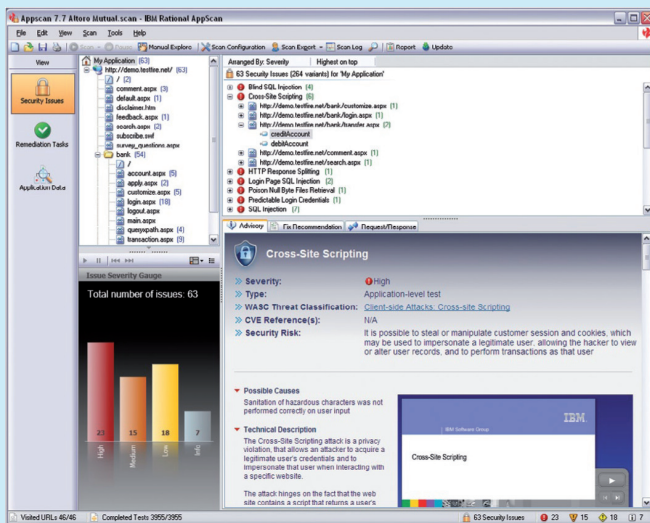 Appscan 7.7 Altoro Mutual.scan - IBM Rational AppScan
File Edit View Scan Tools Help
Scan Pause Manual Explore Scan Configuration Scan Expert Scan Log Report Update
View
Security Issues
Remediation Tasks
Application Data
My Application (63)
http://demo.testfire.net/ (63)
/ (2)
comment.aspx (3)
default.aspx (1)
disclaimer.htm
feedback.aspx (1)
search.aspx (2)
subscribe.swf
survey_questions.aspx
bank (54)
/
account.aspx (5)
apply.aspx (2)
customize.aspx (5)
login.aspx (18)
logout.aspx
main.aspx
queryxpath.aspx (4)
transaction.aspx (9)
Issue Severity Gauge
Total number of issues: 63
23
15
18
7
High
Medium
Low
Info
Arranged By: Severity Highest on top
63 Security Issues (264 variants) for 'My Application'
Blind SQL Injection (4)
Cross-Site Scripting (6)
http://demo.testfire.net/bank/customize.aspx (1)
http://demo.testfire.net/bank/login.aspx (1)
http://demo.testfire.net/bank/transfer.aspx (2)
creditAccount
debitAccount
http://demo.testfire.net/comment.aspx (1)
http://demo.testfire.net/search.aspx (1)
HTTP Response Splitting (1)
Login Page SQL Injection (2)
Poison Null Byte Files Retrieval (1)
Predictable Login Credentials (1)
SQL Injection (7)
Advisory Fix Recommendation Request/Response
Cross-Site Scripting
Severity: High
Type: Application-level test
WASC Threat Classification: Client-side Attacks: Cross-site Scripting
CVE Reference(s): N/A
Security Risk: It is possible to steal or manipulate customer session and cookies, which
may be used to impersonate a legitimate user, allowing the hacker to view
or alter user records, and to perform transactions as that user
Possible Causes
Sanitation of hazardous characters was not
performed correctly on user input
Technical Description
The Cross-Site Scripting attack is a privacy
violation, that allows an attacker to acquire a
legitimate user's credentials and to
impersonate that user when interacting with
a specific website.
The attack hinges on the fact that the web
site contains a script that returns a user's
IBM Software Group
IBM
Cross-Site Scripting
Visited URLs 46/46 Completed Tests 3955/3955 63 Security Issues 23 15 18 7